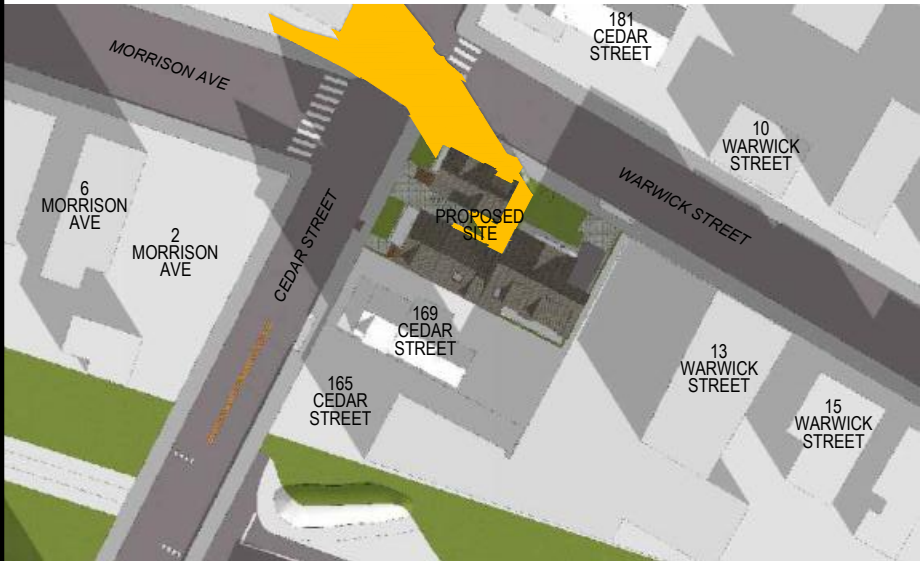 181
CEDAR
STREET
MORRISON AVE
10
WARWICK
STREET
6
MORRISON
AVE
2
MORRISON
AVE
CEDAR STREET
PROPOSED
SITE
WARWICK STREET
169
CEDAR
STREET
165
CEDAR
STREET
13
WARWICK
STREET
15
WARWICK
STREET